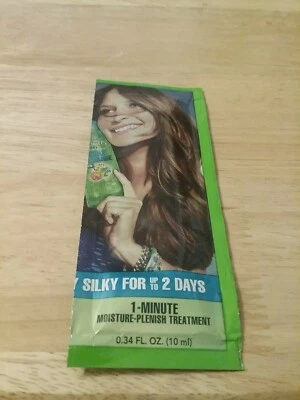 Y SILKY FOR UP TO 2 DAYS
1-MINUTE
MOISTURE-PLENISH TREATMENT
0.34 FL. OZ. (10 ml)